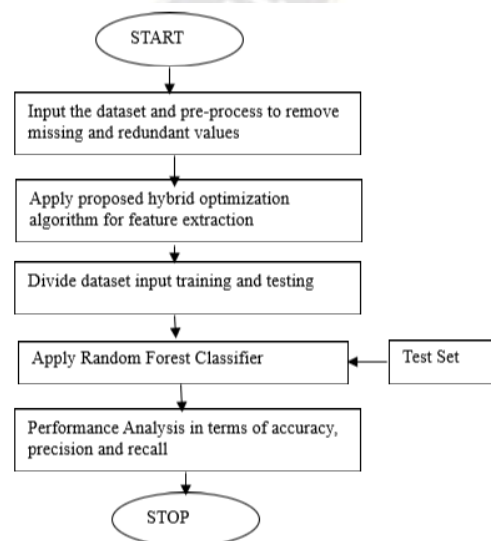 START
Input the dataset and pre-process to remove
missing and redundant values
Apply proposed hybrid optimization
algorithm for feature extraction
Divide dataset input training and testing
Apply Random Forest Classifier
Test Set
Performance Analysis in terms of accuracy,
precision and recall
STOP